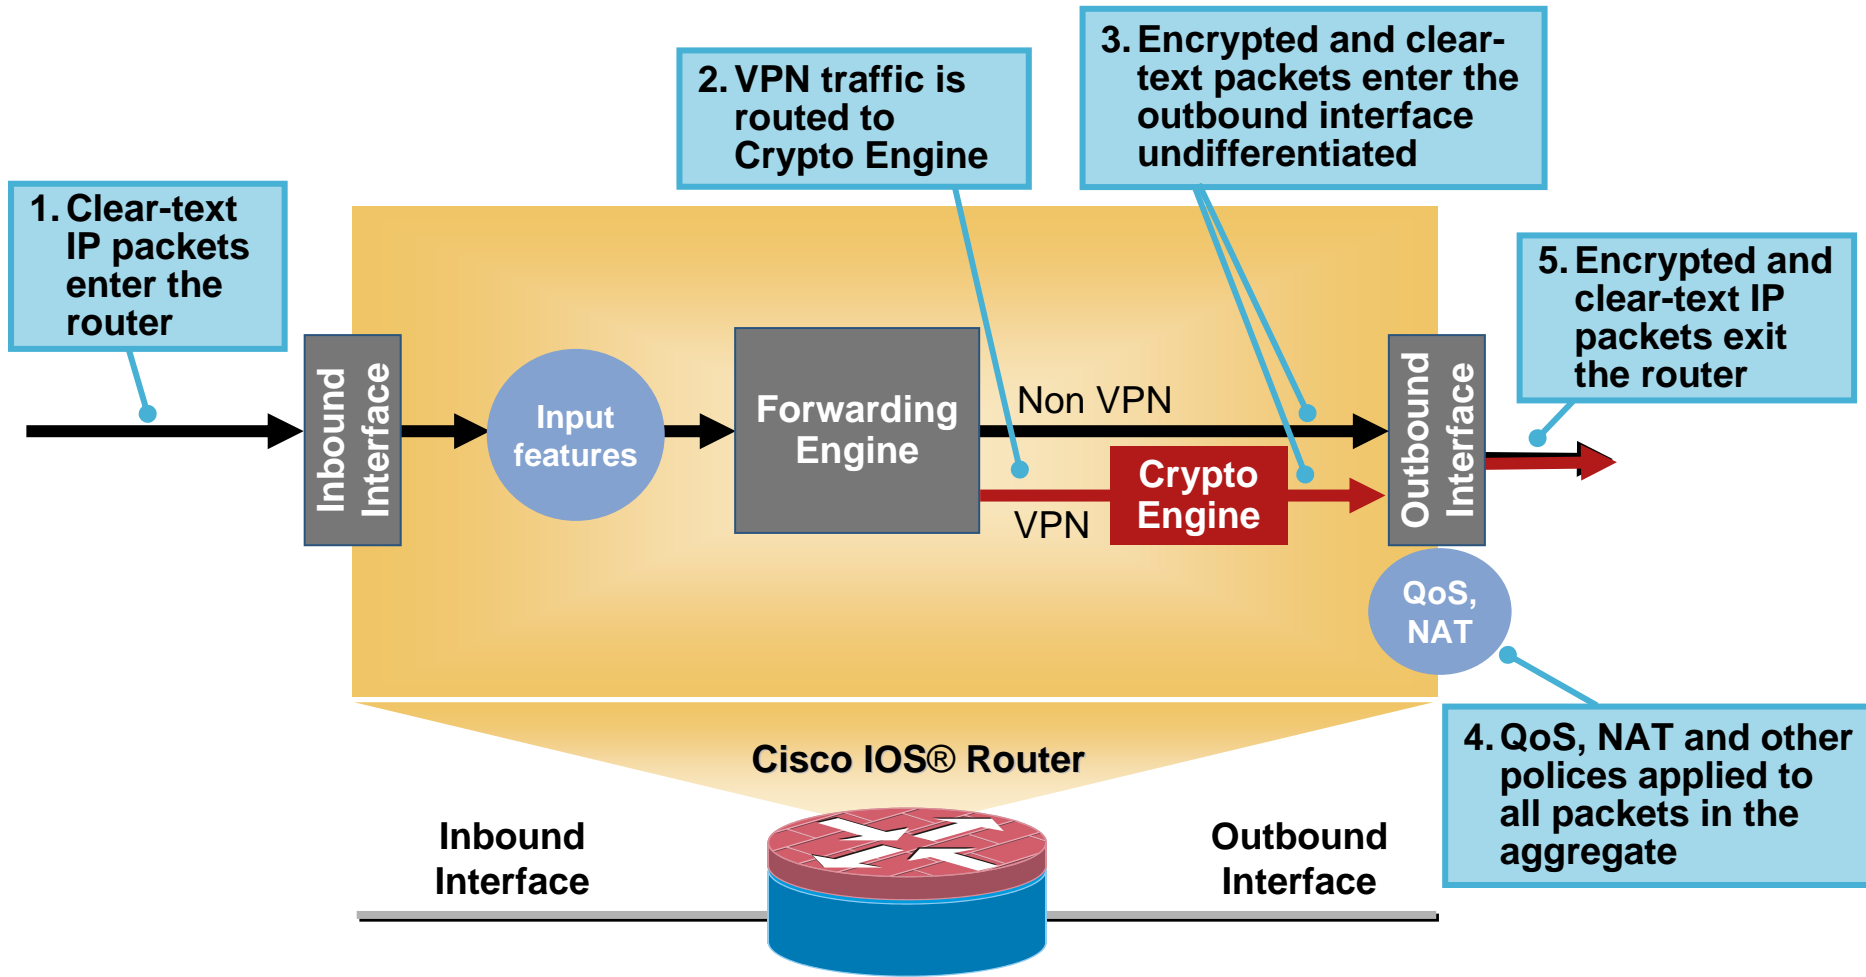 1. Clear-text
IP packets
enter the
router
2. VPN traffic is
routed to
Crypto Engine
3. Encrypted and clear-
text packets enter the
outbound interface
undifferentiated
5. Encrypted and
clear-text IP
packets exit
the router
Inbound
Interface
Input
features
Forwarding
Engine
Non VPN
VPN
Crypto
Engine
Outbound
Interface
QoS,
NAT
4. QoS, NAT and other
polices applied to
all packets in the
aggregate
Cisco IOS® Router
Inbound
Interface
Outbound
Interface